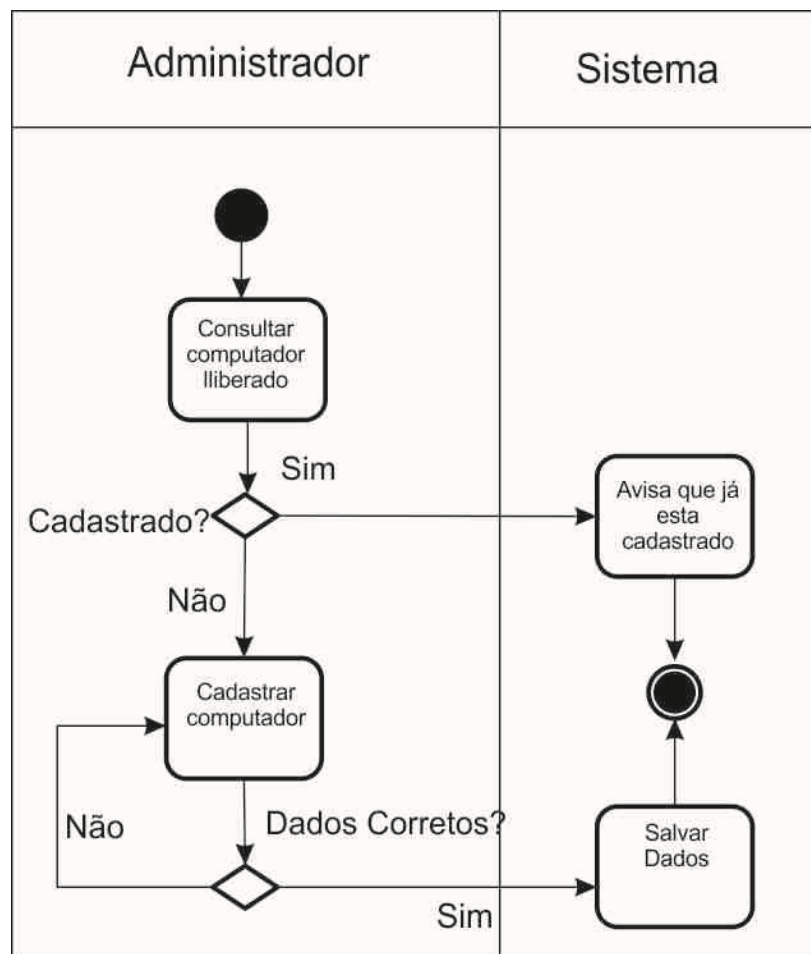 Administrador
Sistema
Consultar
computador
lliberado
Sim
Cadastrado?
Avisa que já
esta
cadastrado
Não
Cadastrar
computador
Não
Dados Corretos?
Salvar
Dados
Sim